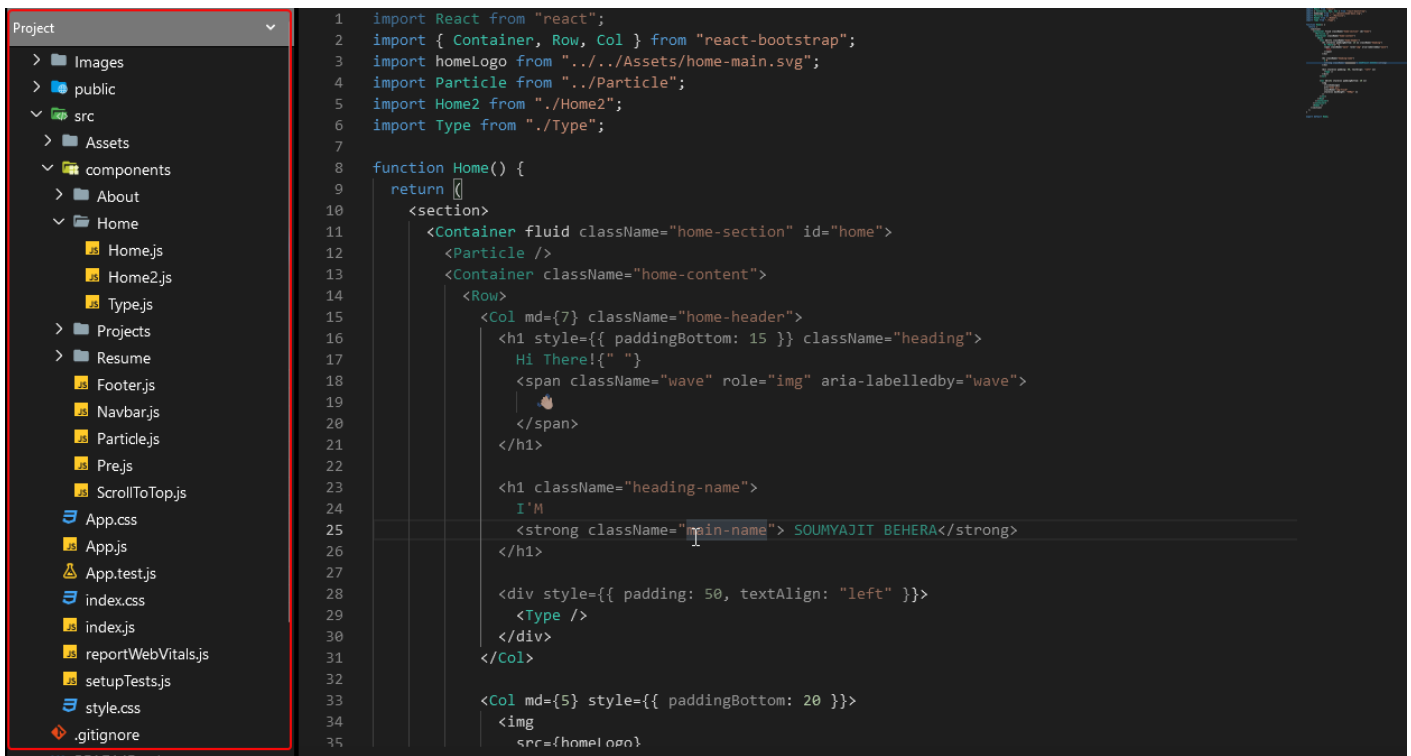 Project
Images
public
src
Assets
components
About
Home
Home.js
Home2.js
Type.js
Projects
Resume
Footer.js
Navbar.js
Particle.js
Pre.js
ScrollToTop.js
App.css
App.js
App.test.js
index.css
index.js
reportWebVitals.js
setupTests.js
style.css
.gitignore
1 import React from "react";
2 import { Container, Row, Col } from "react-bootstrap";
3 import homeLogo from "../../Assets/home-main.svg";
4 import Particle from "../Particle";
5 import Home2 from "./Home2";
6 import Type from "./Type";
7
8 function Home() {
9 return (
10 <section>
11 <Container fluid className="home-section" id="home">
12 <Particle />
13 <Container className="home-content">
14 <Row>
15 <Col md={7} className="home-header">
16 <h1 style={{ paddingBottom: 15 }} className="heading">
17 Hi There!{" "}
18 <span className="wave" role="img" aria-labelledby="wave">
19 👋🏻
20 </span>
21 </h1>
22
23 <h1 className="heading-name">
24 I'M
25 <strong className="main-name"> SOUMYAJIT BEHERA</strong>
26 </h1>
27
28 <div style={{ padding: 50, textAlign: "left" }}>
29 <Type />
30 </div>
31 </Col>
32
33 <Col md={5} style={{ paddingBottom: 20 }}>
34 <img
35 src={homeLogo}